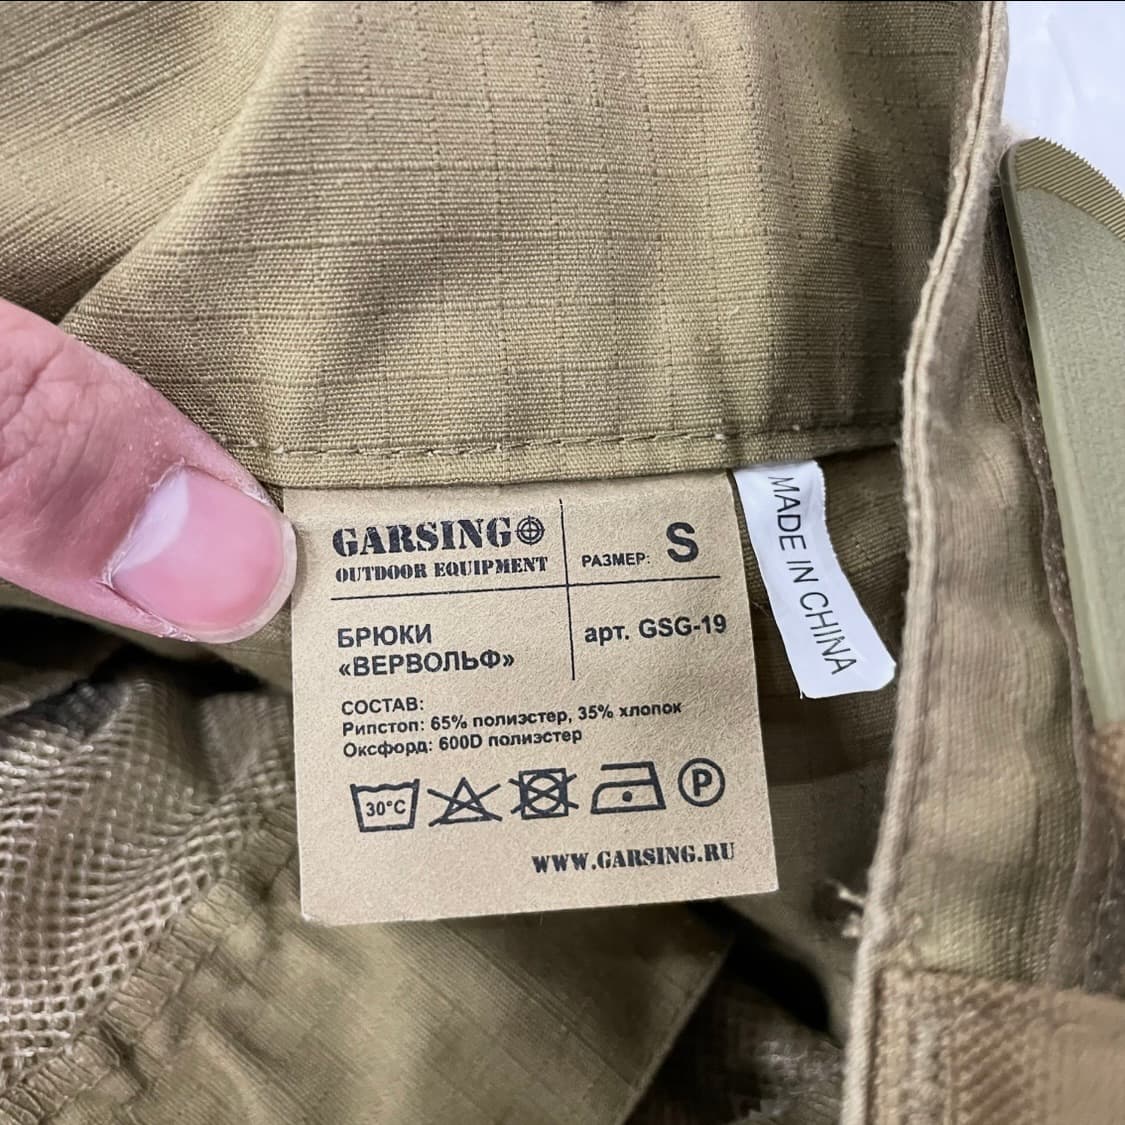 GARSING
OUTDOOR EQUIPMENT
РАЗМЕР: S
БРЮКИ
«ВЕРВОЛЬФ»
арт. GSG-19
СОСТАВ:
Рипстоп: 65% полиэстер, 35% хлопок
Оксфорд: 600D полиэстер
30°C
P
WWW.GARSING.RU
MADE IN CHINA